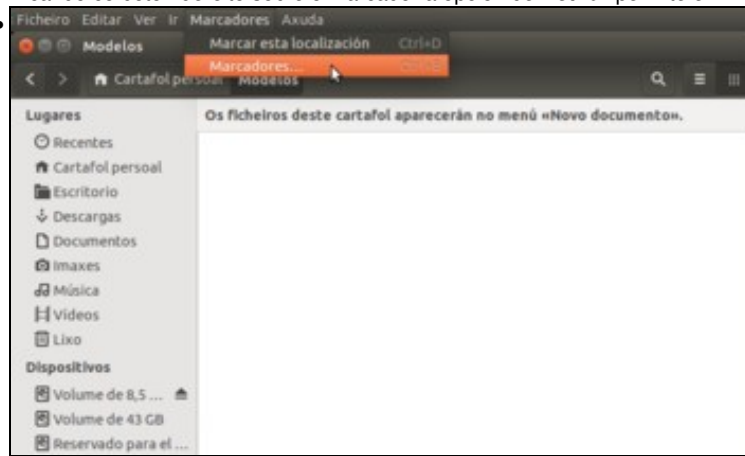 Ficheiro Editar Ver Ir Marcadores Axuda
Modelos
Marcar esta localización Ctrl+D
Marcadores...
Cartafol persoal Modelos
Lugares
Os ficheiros deste cartafol aparecerán no menú «Novo documento».
Recentes
Cartafol persoal
Escritorio
Descargas
Documentos
Imaxes
Música
Vídeos
Lixo
Dispositivos
Volume de 8,5 ...
Volume de 43 GB
Reservado para el ...